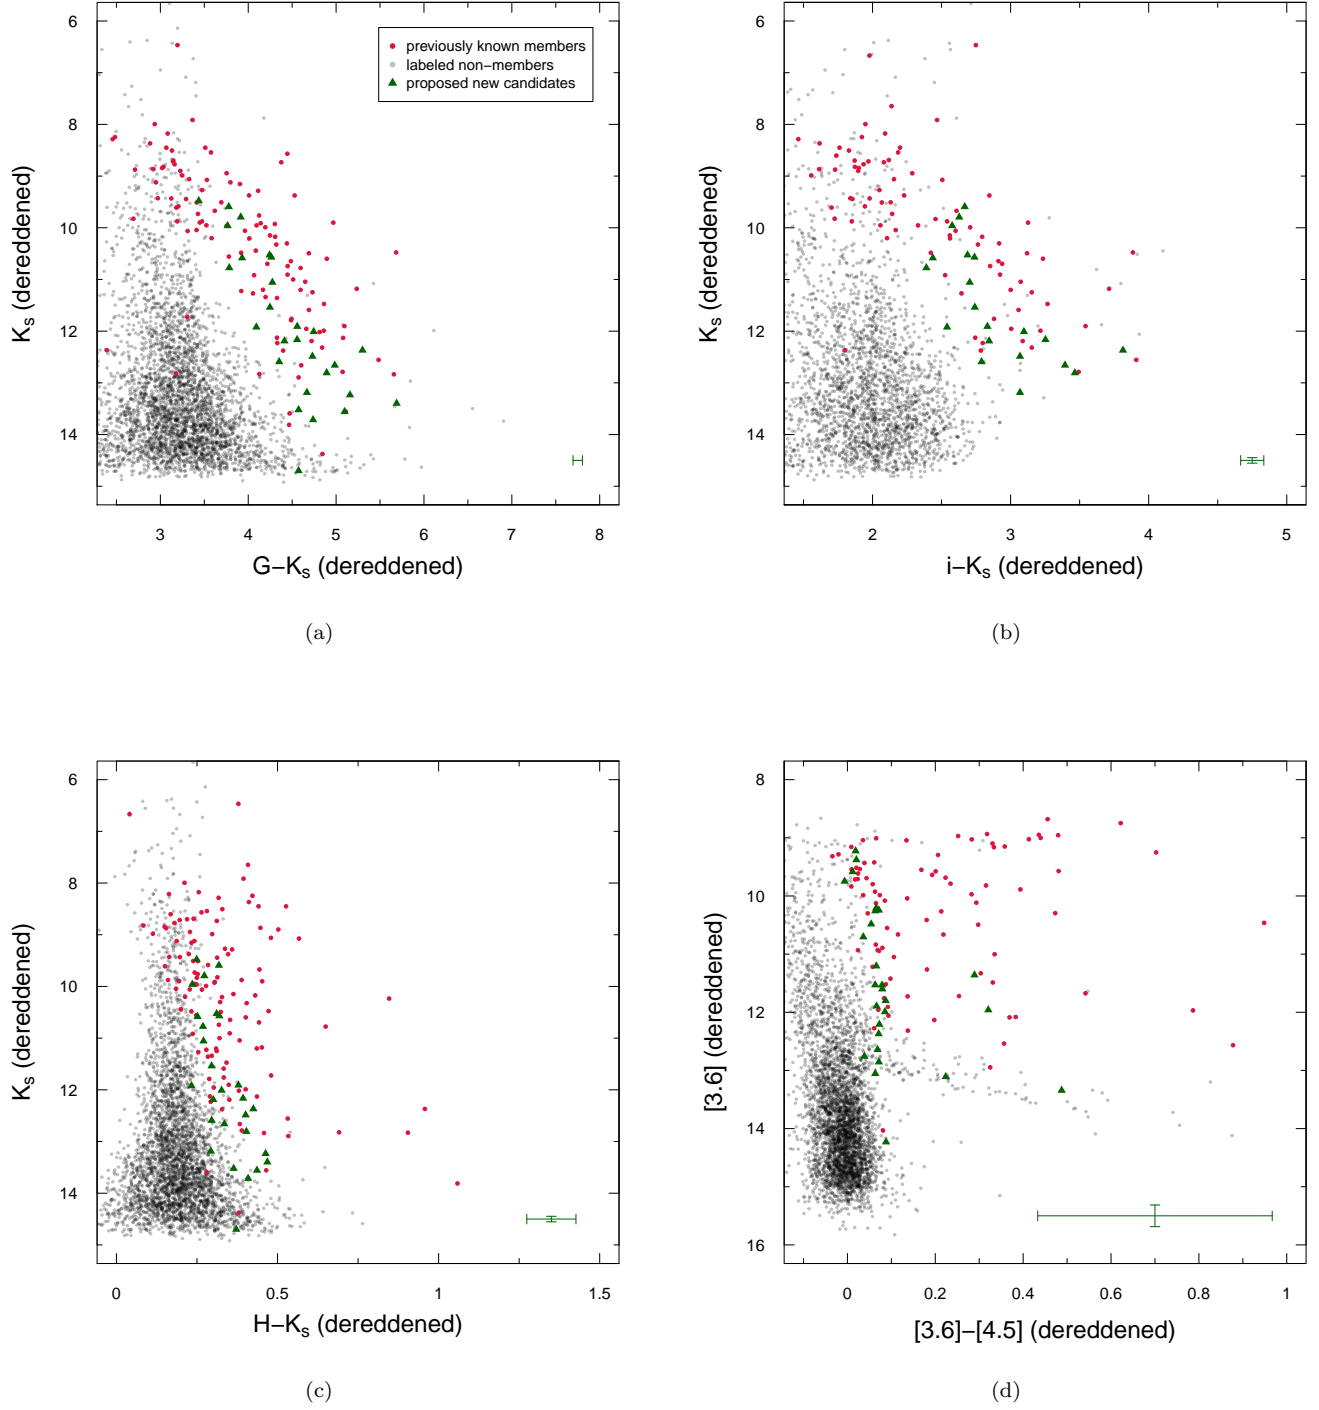 previously known members
labeled non−members
proposed new candidates
6
8
10
12
14
3
4
5
6
7
8
Ks (dereddened)
G−Ks (dereddened)
(a)
6
8
10
12
14
2
3
4
5
Ks (dereddened)
i−Ks (dereddened)
(b)
6
8
10
12
14
0
0.5
1
1.5
Ks (dereddened)
H−Ks (dereddened)
(c)
8
10
12
14
16
0
0.2
0.4
0.6
0.8
1
[3.6] (dereddened)
[3.6]−[4.5] (dereddened)
(d)